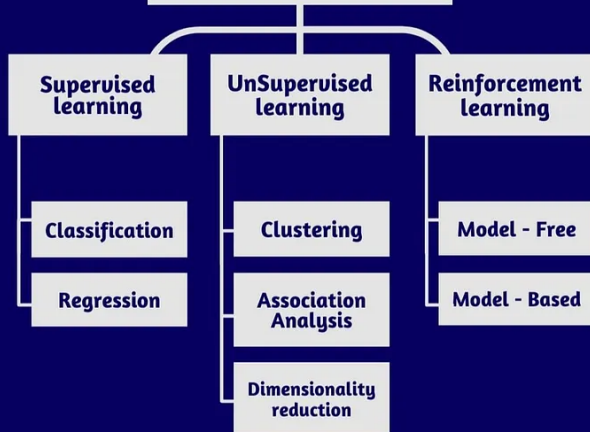 Supervised
learning
UnSupervised
learning
Reinforcement
learning
Classification
Regression
Clustering
Association
Analysis
Dimensionality
reduction
Model - Free
Model - Based